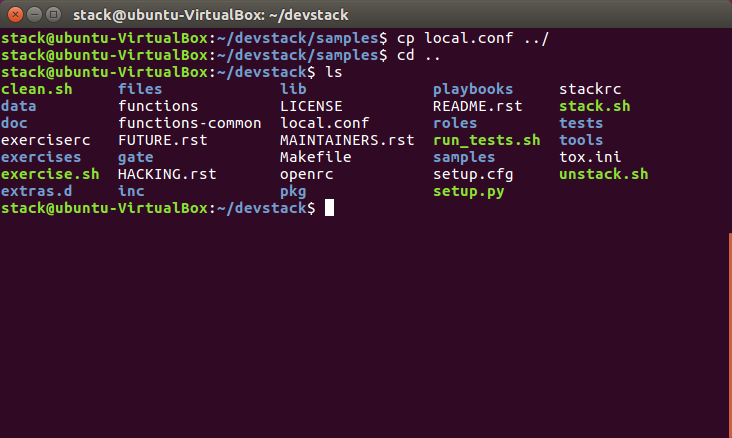 stack@ubuntu-VirtualBox: ~/devstack
stack@ubuntu-VirtualBox:~/devstack/samples$ cp local.conf ../
stack@ubuntu-VirtualBox:~/devstack/samples$ cd ..
stack@ubuntu-VirtualBox:~/devstack$ ls
clean.sh     files             lib              playbooks     stackrc
data         functions         LICENSE          README.rst    stack.sh
doc          functions-common  local.conf       roles         tests
exerciserc   FUTURE.rst        MAINTAINERS.rst  run_tests.sh  tools
exercises    gate              Makefile         samples       tox.ini
exercise.sh  HACKING.rst       openrc           setup.cfg     unstack.sh
extras.d     inc               pkg              setup.py
stack@ubuntu-VirtualBox:~/devstack$